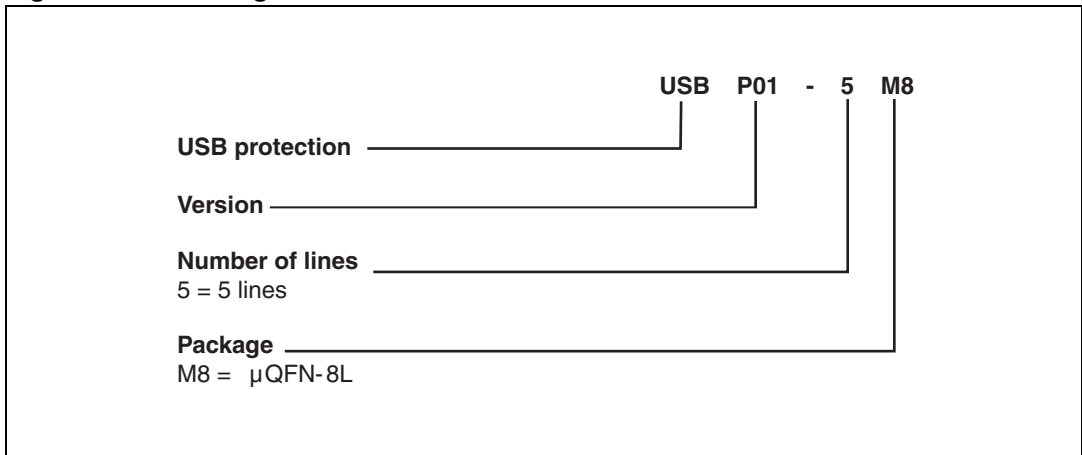 USB P01 - 5 M8
USB protection
Version
Number of lines
5 = 5 lines
Package
M8 = µQFN-8L